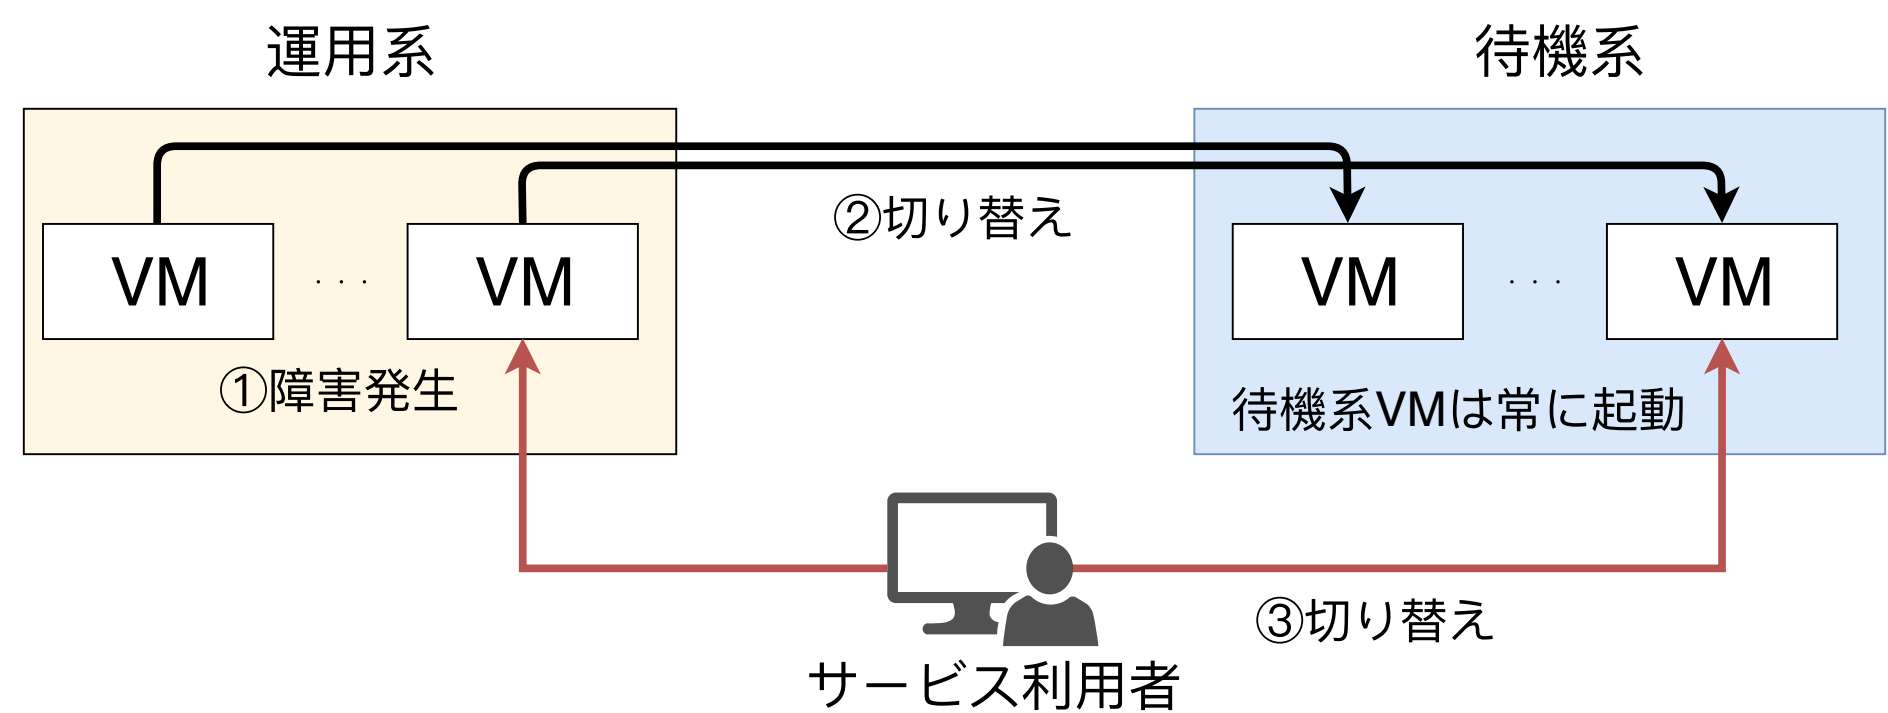 運用系
待機系
②切り替え
VM ・・・ VM
VM ・・・ VM
①障害発生
待機系VMは常に起動
③切り替え
サービス利用者